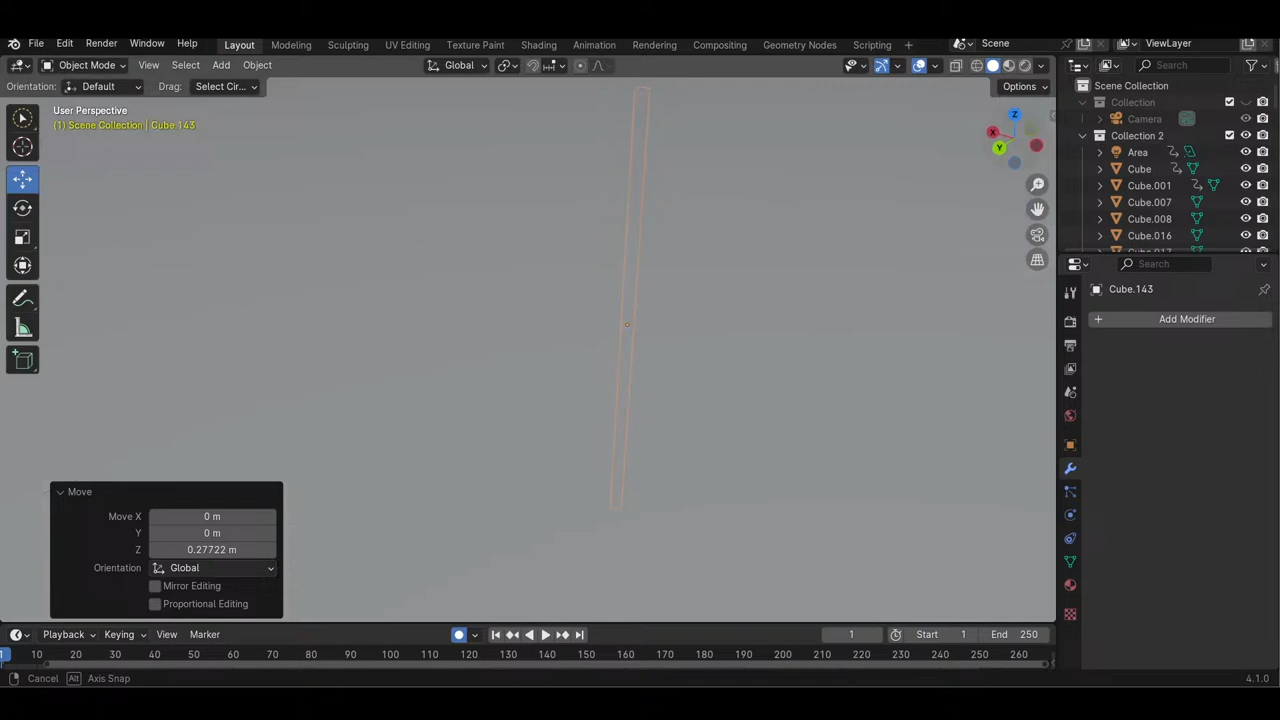 File Edit Render Window Help Layout Modeling Sculpting UV Editing Texture Paint Shading Animation Rendering Compositing Geometry Nodes Scripting + Scene ViewLayer
Object Mode View Select Add Object Global Search
Orientation: Default Drag: Select Cir... Options
User Perspective
(1) Scene Collection | Cube.143
Z
X
Y
Scene Collection
Collection
Camera
Collection 2
Area
Cube
Cube.001
Cube.007
Cube.008
Cube.016
Search
Cube.143
+ Add Modifier
Move
Move X 0 m
Y 0 m
Z 0.27722 m
Orientation Global
Mirror Editing
Proportional Editing
Playback Keying View Marker 1 Start 1 End 250
1 10 20 30 40 50 60 70 80 90 100 110 120 130 140 150 160 170 180 190 200 210 220 230 240 250 260
Cancel Alt Axis Snap 4.1.0